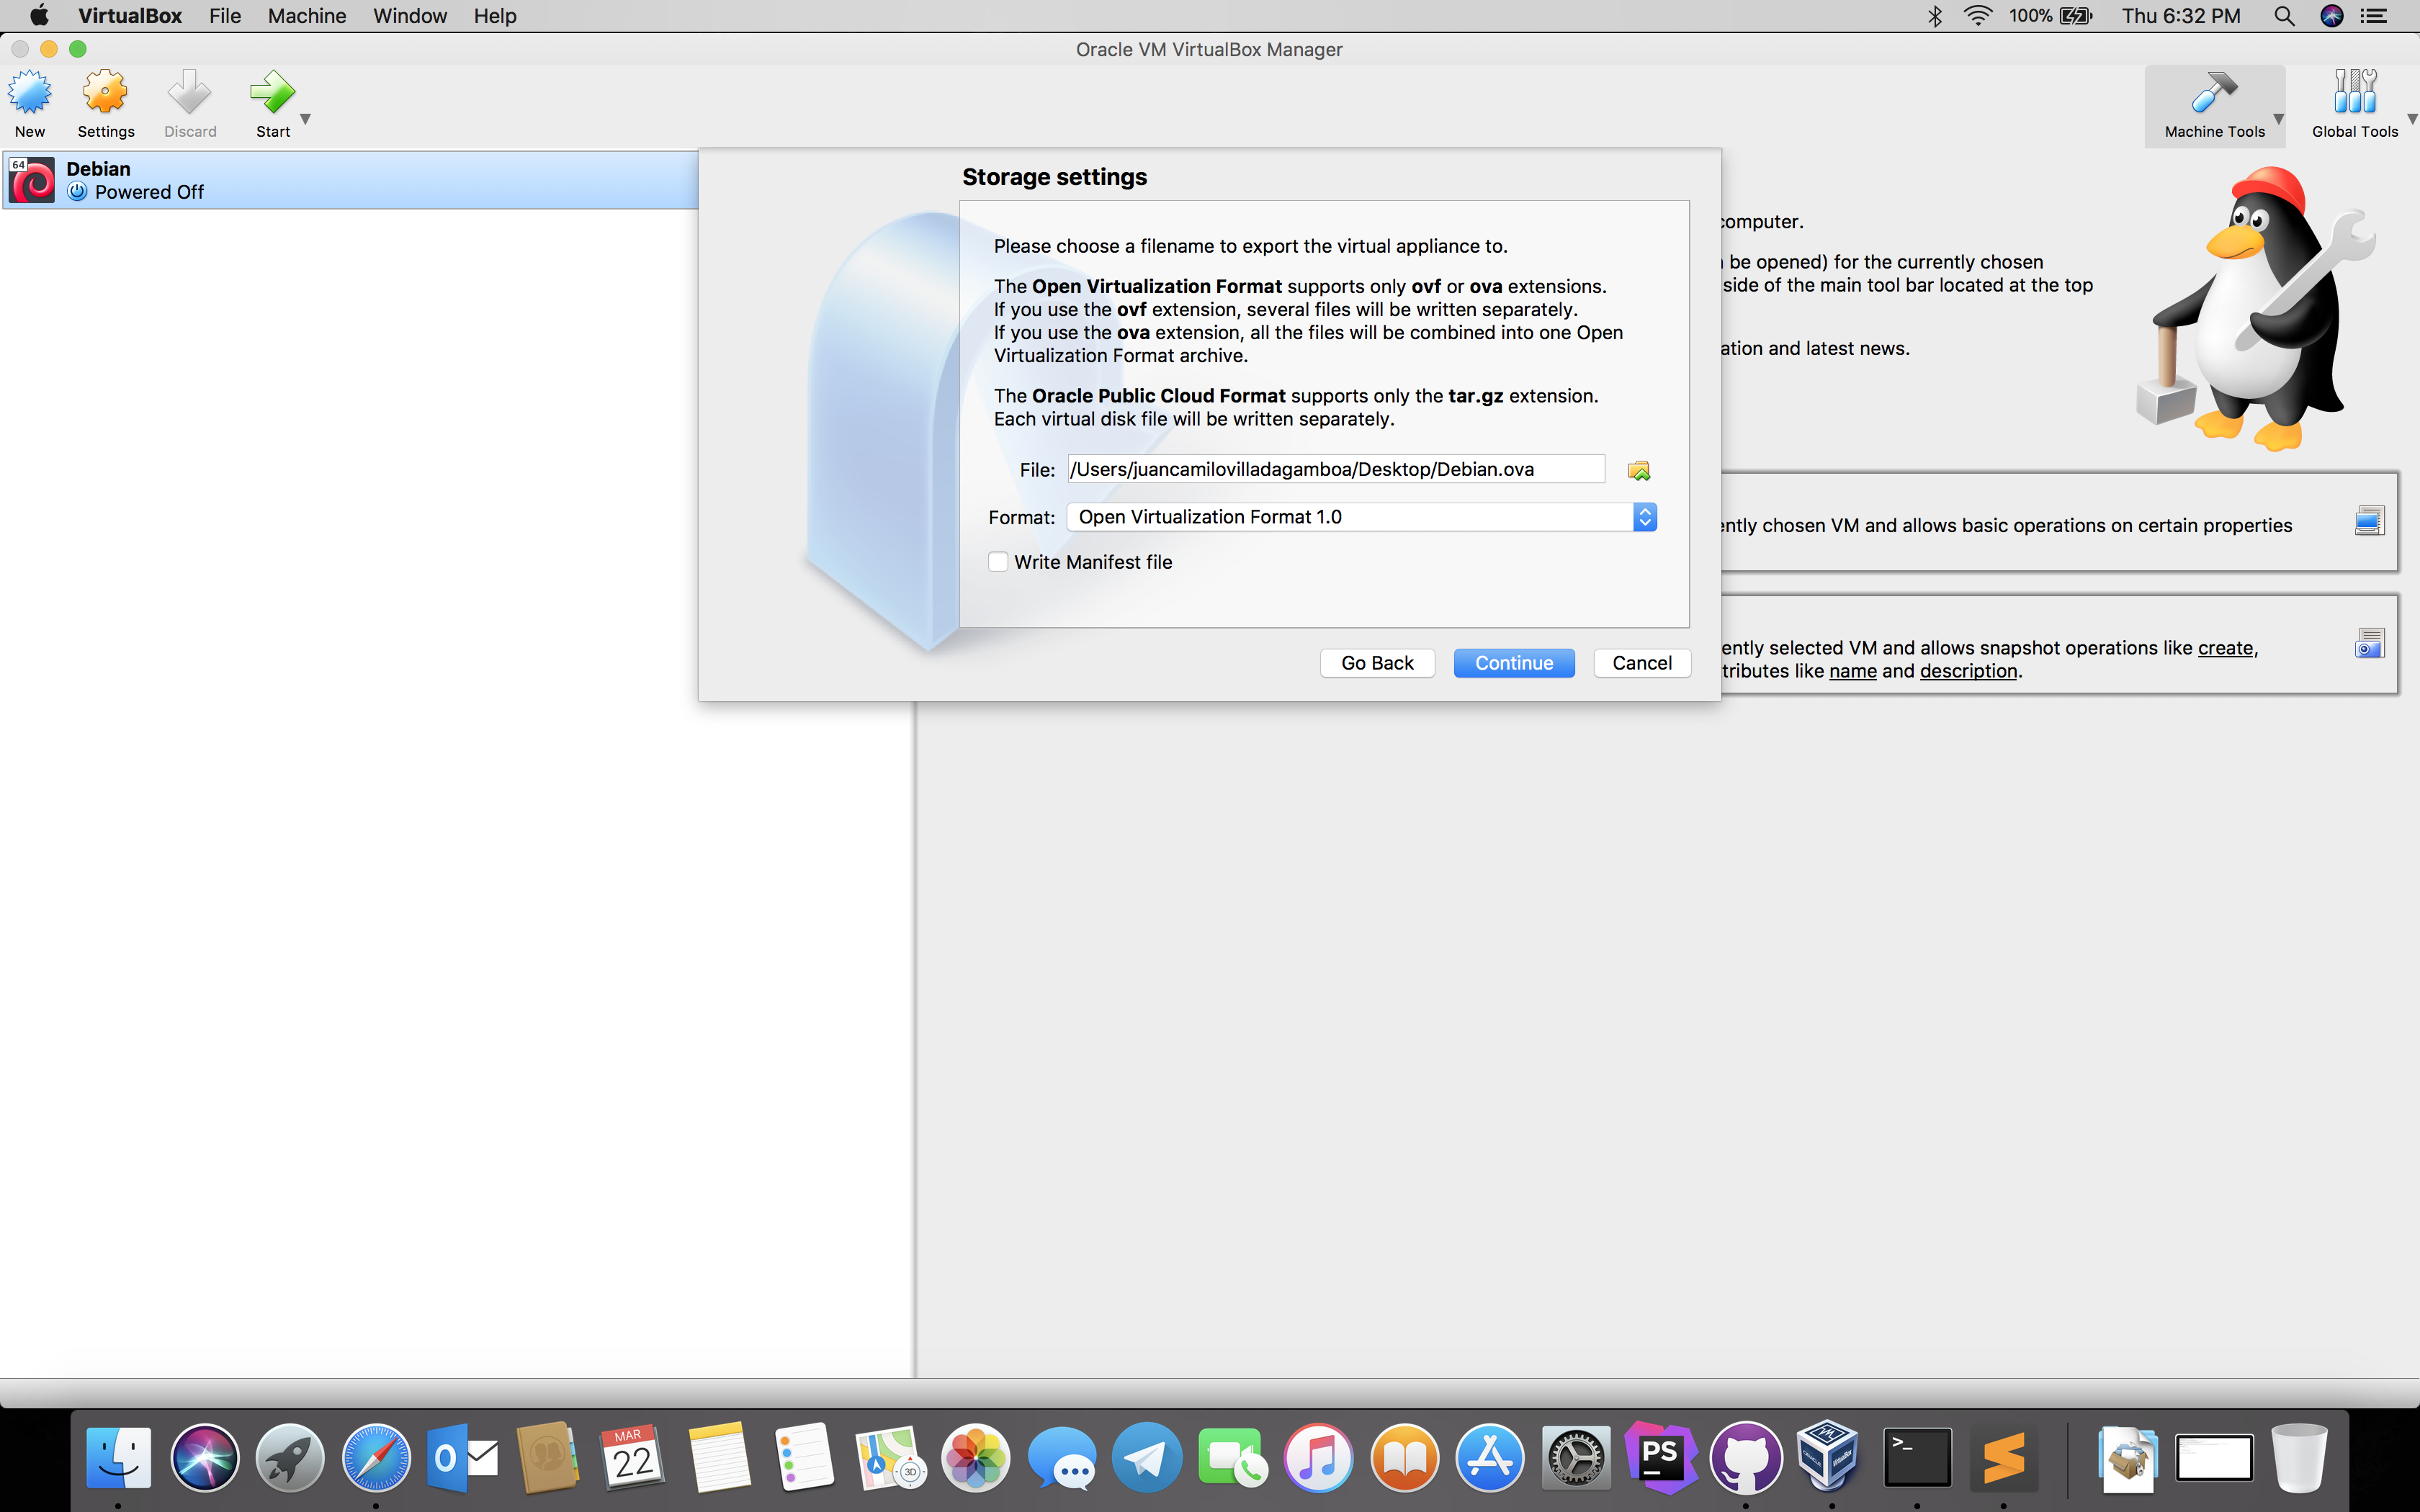 VirtualBox File Machine Window Help 100% Thu 6:32 PM
Oracle VM VirtualBox Manager
New Settings Discard Start Machine Tools Global Tools
64
Debian
Powered Off
Storage settings
Please choose a filename to export the virtual appliance to.
The Open Virtualization Format supports only ovf or ova extensions.
If you use the ovf extension, several files will be written separately.
If you use the ova extension, all the files will be combined into one Open
Virtualization Format archive.
The Oracle Public Cloud Format supports only the tar.gz extension.
Each virtual disk file will be written separately.
File: /Users/juancamilovilladagamboa/Desktop/Debian.ova
Format: Open Virtualization Format 1.0
Write Manifest file
Go Back Continue Cancel
computer.
be opened) for the currently chosen
side of the main tool bar located at the top
ation and latest news.
ently chosen VM and allows basic operations on certain properties
ently selected VM and allows snapshot operations like create,
tributes like name and description.
MAR
22
3D
PS
>_